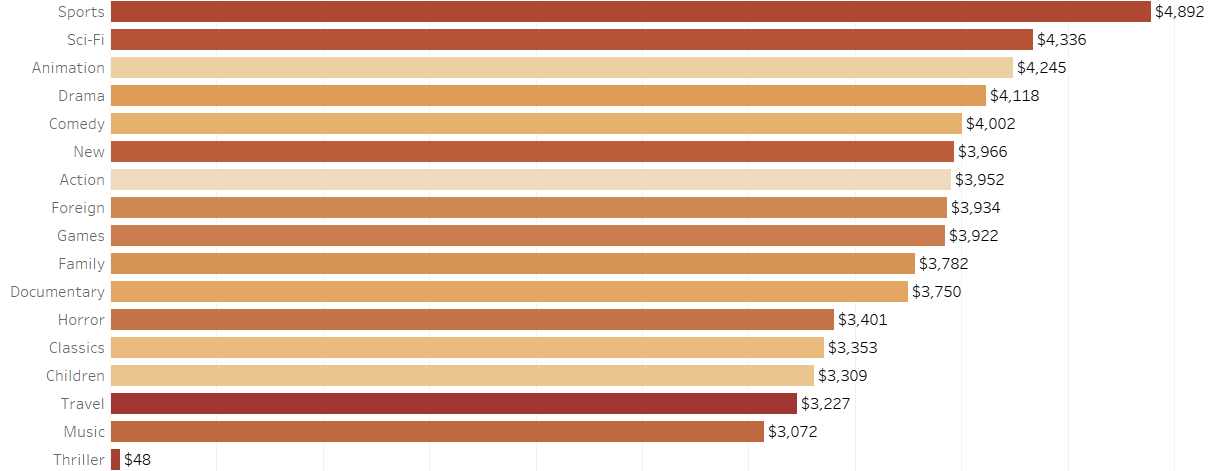 Sports $4,892
Sci-Fi $4,336
Animation $4,245
Drama $4,118
Comedy $4,002
New $3,966
Action $3,952
Foreign $3,934
Games $3,922
Family $3,782
Documentary $3,750
Horror $3,401
Classics $3,353
Children $3,309
Travel $3,227
Music $3,072
Thriller $48